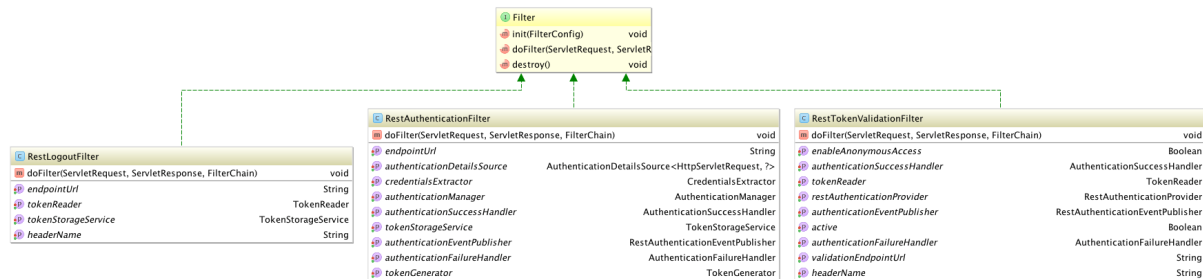 Filter
init(FilterConfig) void
doFilter(ServletRequest, ServletR
destroy() void
RestLogoutFilter
doFilter(ServletRequest, ServletResponse, FilterChain) void
endpointUrl String
tokenReader TokenReader
tokenStorageService TokenStorageService
headerName String
RestAuthenticationFilter
doFilter(ServletRequest, ServletResponse, FilterChain) void
endpointUrl String
authenticationDetailsSource AuthenticationDetailsSource<HttpServletRequest, ?>
credentialsExtractor CredentialsExtractor
authenticationManager AuthenticationManager
authenticationSuccessHandler AuthenticationSuccessHandler
tokenStorageService TokenStorageService
authenticationEventPublisher RestAuthenticationEventPublisher
authenticationFailureHandler AuthenticationFailureHandler
tokenGenerator TokenGenerator
RestTokenValidationFilter
doFilter(ServletRequest, ServletResponse, FilterChain) void
enableAnonymousAccess Boolean
authenticationSuccessHandler AuthenticationSuccessHandler
tokenReader TokenReader
restAuthenticationProvider RestAuthenticationProvider
authenticationEventPublisher RestAuthenticationEventPublisher
active Boolean
authenticationFailureHandler AuthenticationFailureHandler
validationEndpointUrl String
headerName String